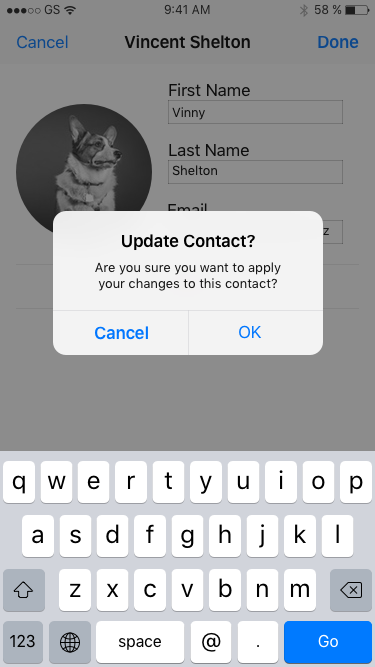 GS 9:41 AM 58 %
Cancel Vincent Shelton Done
First Name
Vinny
Last Name
Shelton
Email
z
Update Contact?
Are you sure you want to apply
your changes to this contact?
Cancel OK
q w e r t y u i o p
a s d f g h j k l
z x c v b n m
123 space @ . Go